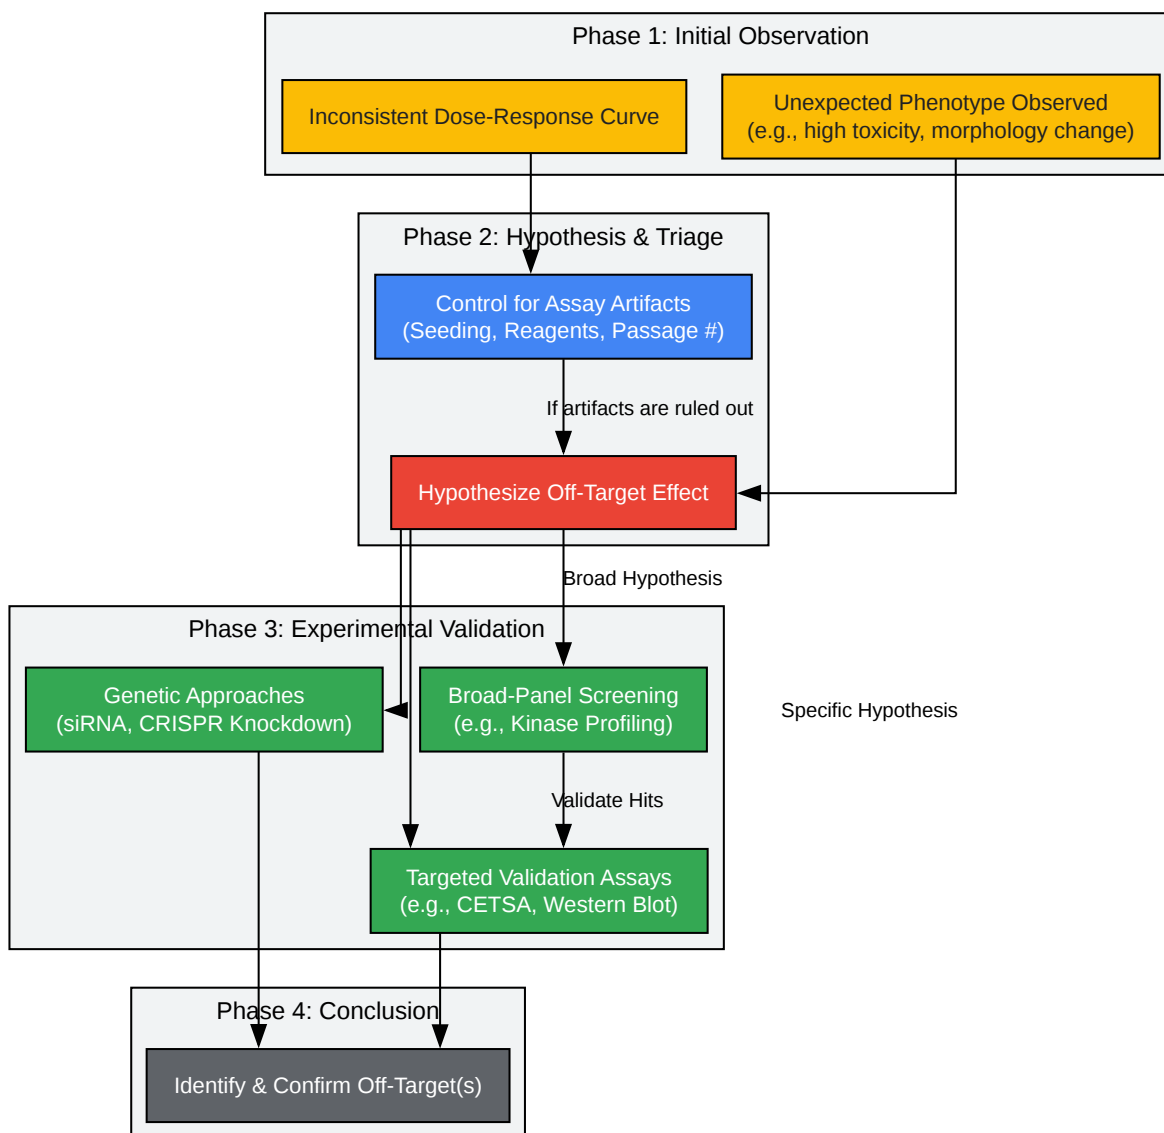 Phase 1: Initial Observation
Inconsistent Dose-Response Curve
Unexpected Phenotype Observed
(e.g., high toxicity, morphology change)
Phase 2: Hypothesis & Triage
Control for Assay Artifacts
(Seeding, Reagents, Passage #)
If artifacts are ruled out
Hypothesize Off-Target Effect
Broad Hypothesis
Phase 3: Experimental Validation
Genetic Approaches
(siRNA, CRISPR Knockdown)
Broad-Panel Screening
(e.g., Kinase Profiling)
Specific Hypothesis
Validate Hits
Targeted Validation Assays
(e.g., CETSA, Western Blot)
Phase 4: Conclusion
Identify & Confirm Off-Target(s)